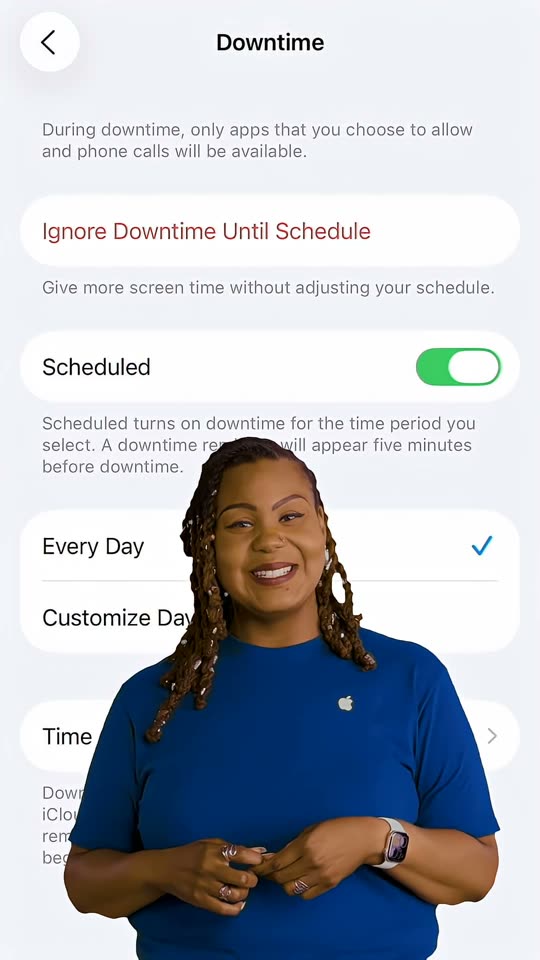 Downtime
During downtime, only apps that you choose to allow
and phone calls will be available.
Ignore Downtime Until Schedule
Give more screen time without adjusting your schedule.
Scheduled
Scheduled turns on downtime for the time period you
select. A downtime will appear five minutes
before downtime.
Every Day
Customize
Time